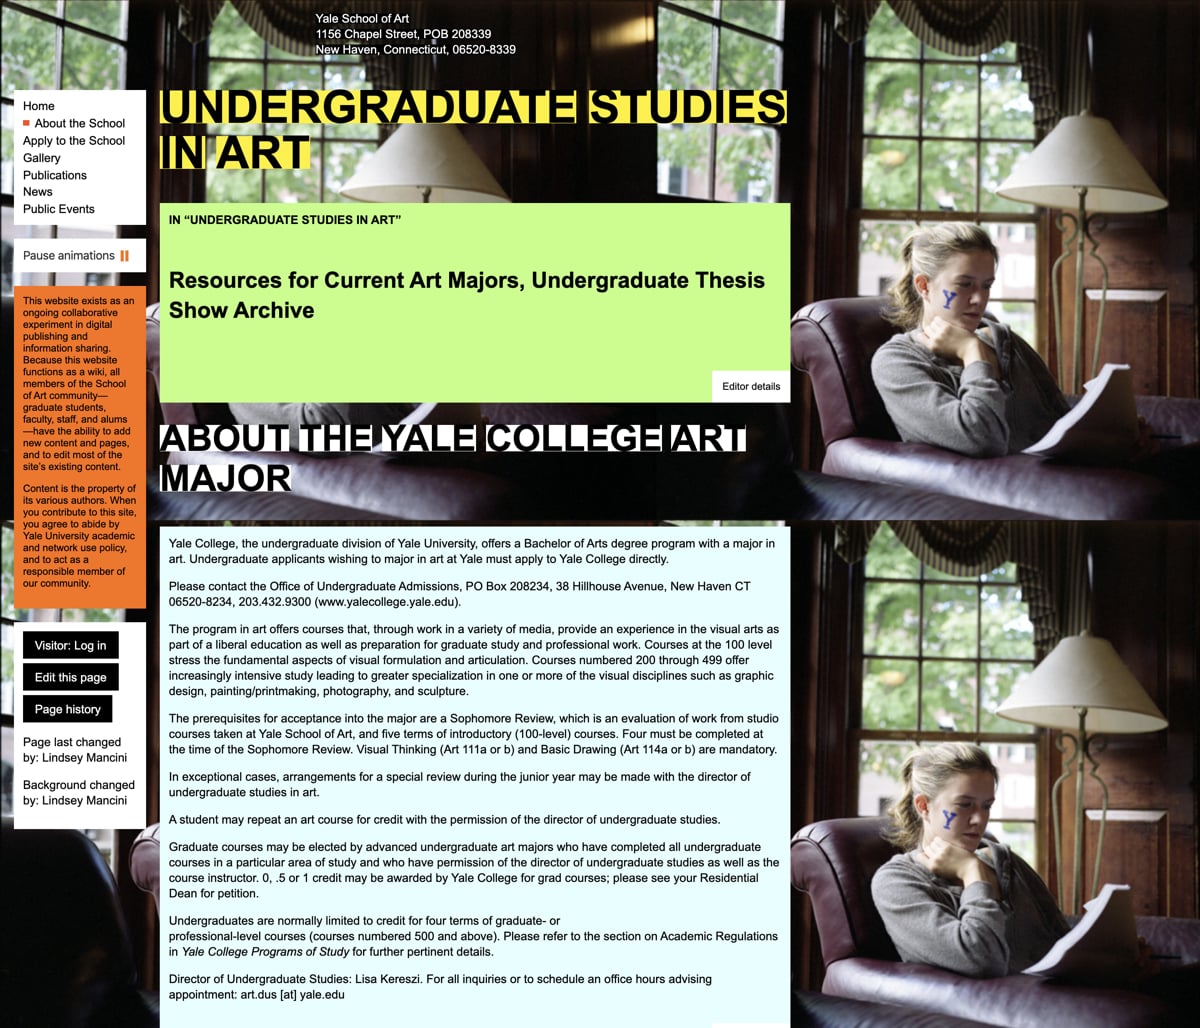 Yale School of Art
1156 Chapel Street, POB 208339
New Haven, Connecticut, 06520-8339
Home
About the School
Apply to the School
Gallery
Publications
News
Public Events
Pause animations
This website exists as an
ongoing collaborative
experiment in digital
publishing and
information sharing.
Because this website
functions as a wiki, all
members of the School
of Art community—
graduate students,
faculty, staff, and alums
—have the ability to add
new content and pages,
and to edit most of the
site’s existing content.
Content is the property of
its various authors. When
you contribute to this site,
you agree to abide by
Yale University academic
and network use policy,
and to act as a
responsible member of
our community.
Visitor: Log in
Edit this page
Page history
Page last changed
by: Lindsey Mancini
Background changed
by: Lindsey Mancini
UNDERGRADUATE STUDIES
IN ART
IN “UNDERGRADUATE STUDIES IN ART”
Resources for Current Art Majors, Undergraduate Thesis
Show Archive
Editor details
ABOUT THE YALE COLLEGE ART
MAJOR
Yale College, the undergraduate division of Yale University, offers a Bachelor of Arts degree program with a major in
art. Undergraduate applicants wishing to major in art at Yale must apply to Yale College directly.
Please contact the Office of Undergraduate Admissions, PO Box 208234, 38 Hillhouse Avenue, New Haven CT
06520-8234, 203.432.9300 (www.yalecollege.yale.edu).
The program in art offers courses that, through work in a variety of media, provide an experience in the visual arts as
part of a liberal education as well as preparation for graduate study and professional work. Courses at the 100 level
stress the fundamental aspects of visual formulation and articulation. Courses numbered 200 through 499 offer
increasingly intensive study leading to greater specialization in one or more of the visual disciplines such as graphic
design, painting/printmaking, photography, and sculpture.
The prerequisites for acceptance into the major are a Sophomore Review, which is an evaluation of work from studio
courses taken at Yale School of Art, and five terms of introductory (100-level) courses. Four must be completed at
the time of the Sophomore Review. Visual Thinking (Art 111a or b) and Basic Drawing (Art 114a or b) are mandatory.
In exceptional cases, arrangements for a special review during the junior year may be made with the director of
undergraduate studies in art.
A student may repeat an art course for credit with the permission of the director of undergraduate studies.
Graduate courses may be elected by advanced undergraduate art majors who have completed all undergraduate
courses in a particular area of study and who have permission of the director of undergraduate studies as well as the
course instructor. 0, .5 or 1 credit may be awarded by Yale College for grad courses; please see your Residential
Dean for petition.
Undergraduates are normally limited to credit for four terms of graduate- or
professional-level courses (courses numbered 500 and above). Please refer to the section on Academic Regulations
in Yale College Programs of Study for further pertinent details.
Director of Undergraduate Studies: Lisa Kereszi. For all inquiries or to schedule an office hours advising
appointment: art.dus [at] yale.edu
Y
Y